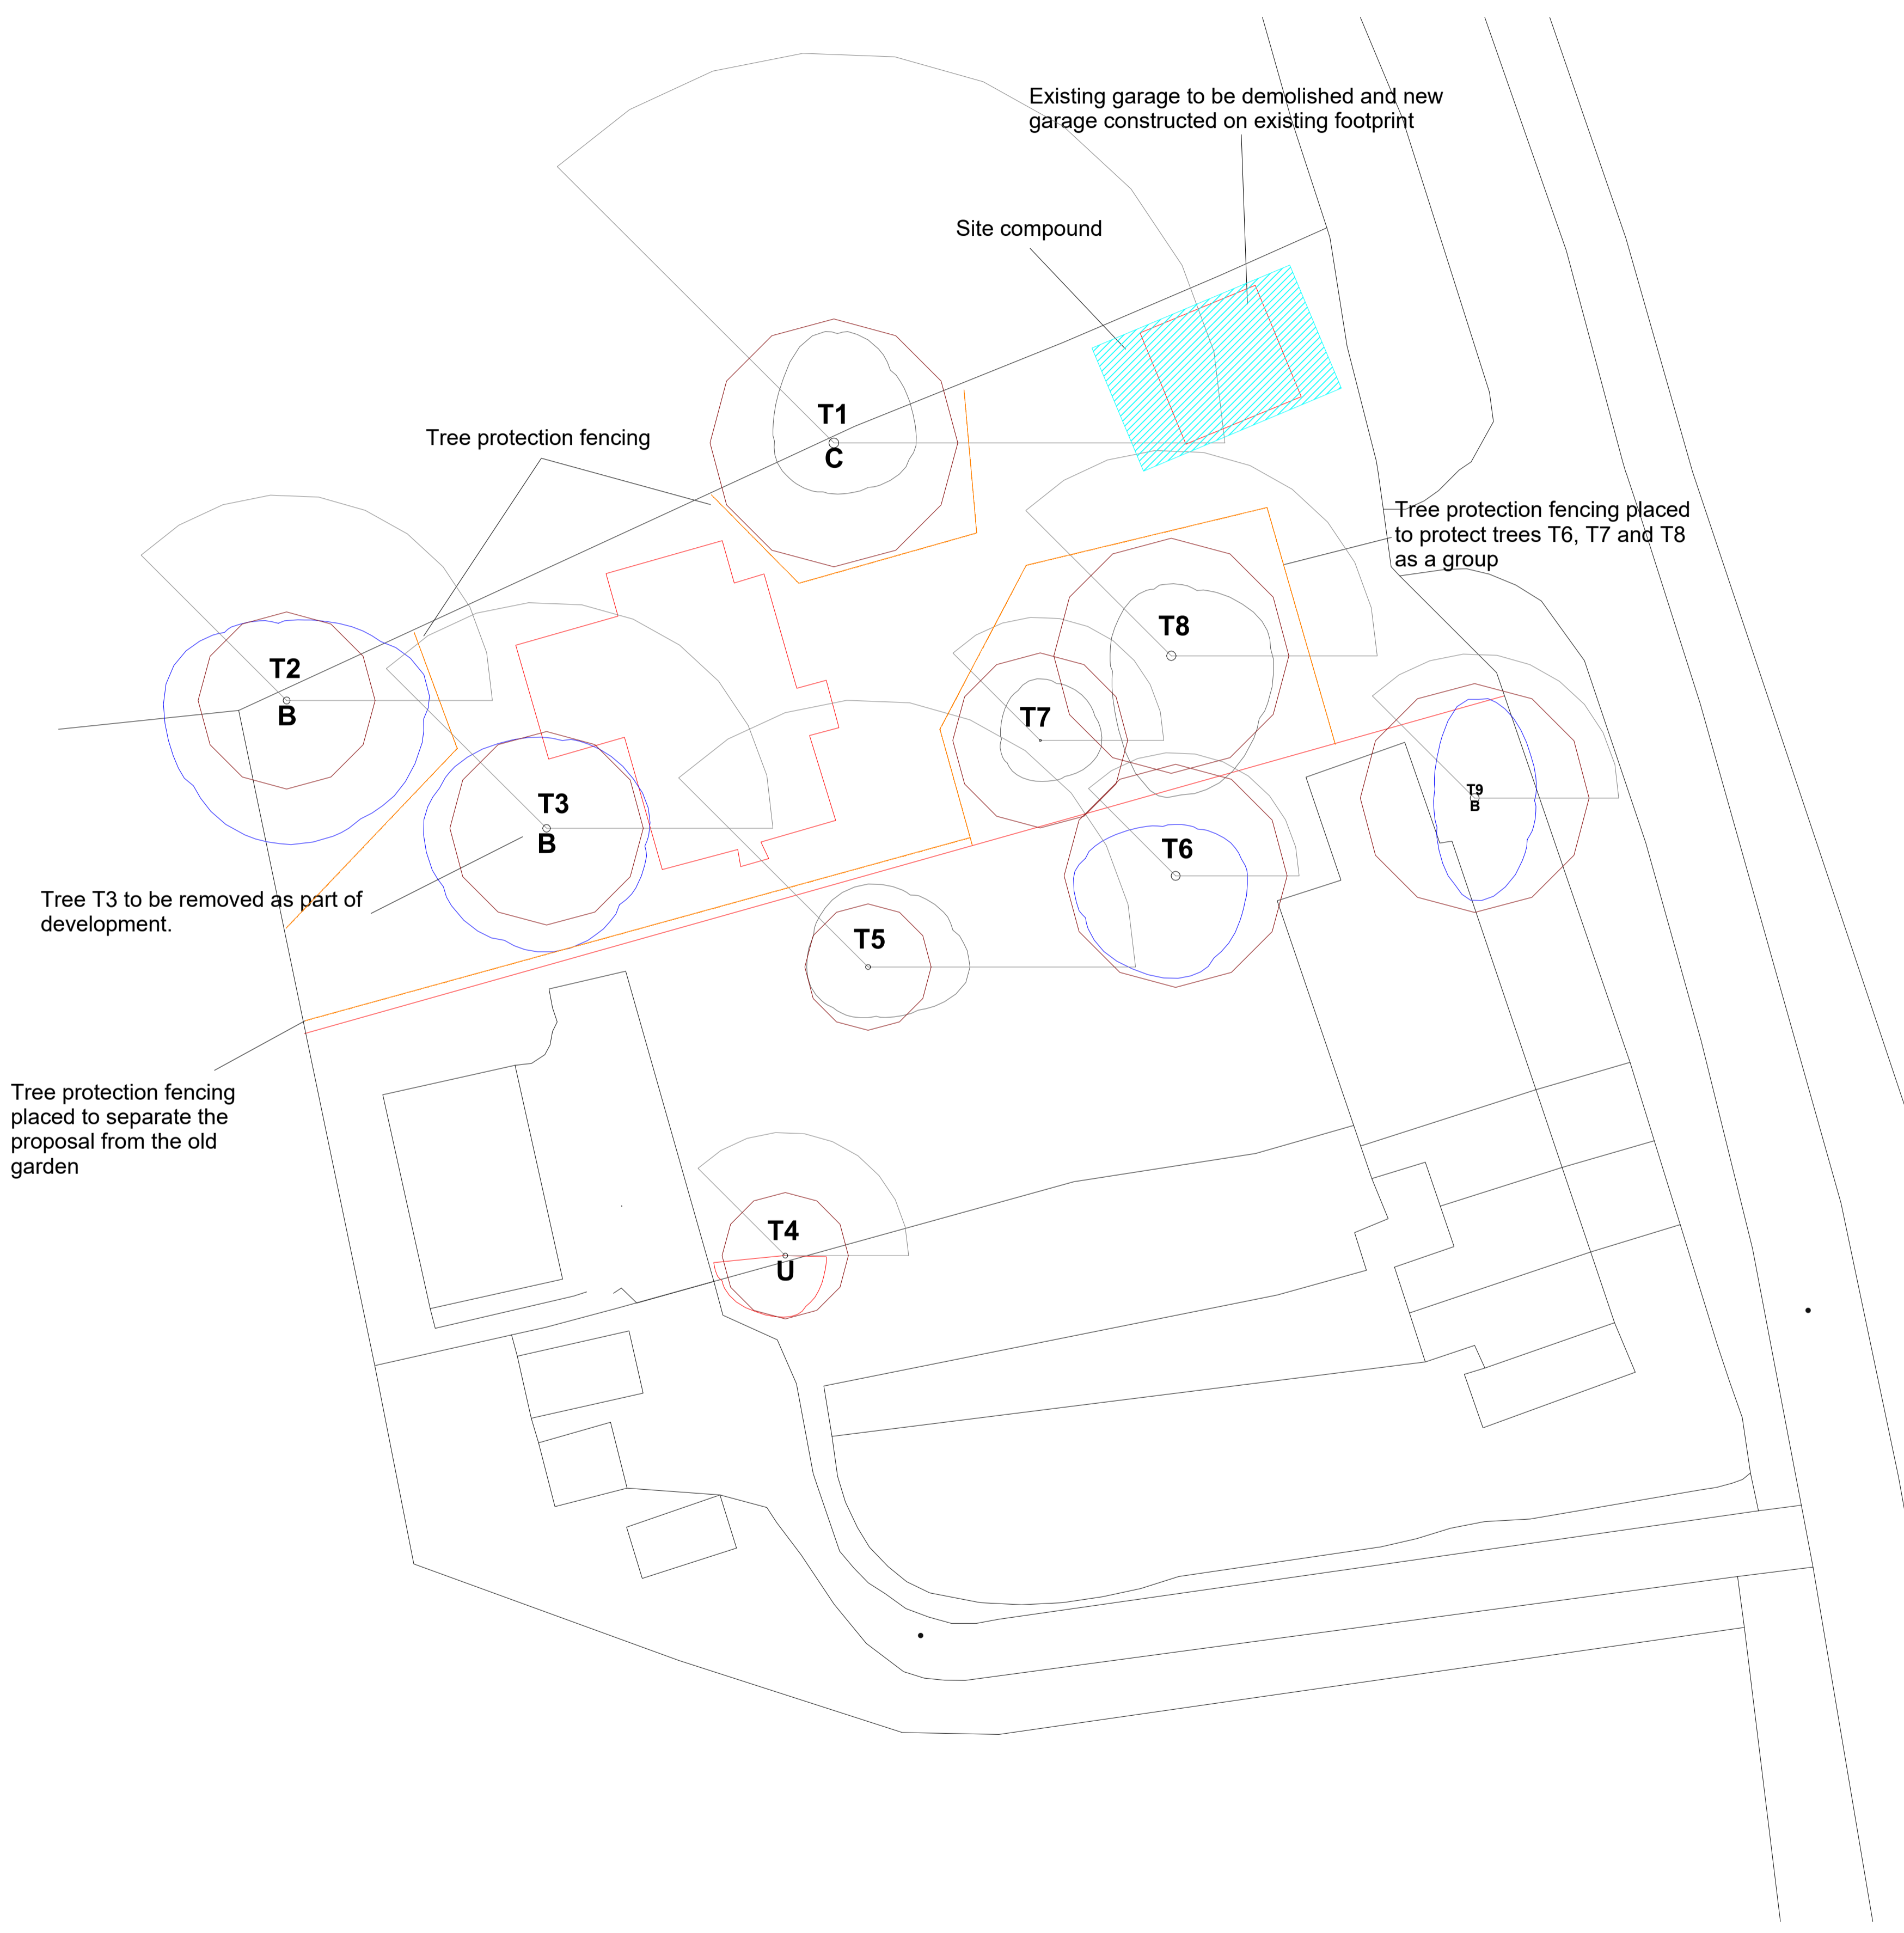 Existing garage to be demolished and new
garage constructed on existing footprint
Site compound
T1
C
Tree protection fencing
Tree protection fencing placed
to protect trees T6, T7 and T8
as a group
T8
T2
B
T7
T9
B
T3
B
T6
Tree T3 to be removed as part of
development.
T5
Tree protection fencing
placed to separate the
proposal from the old
garden
T4
U